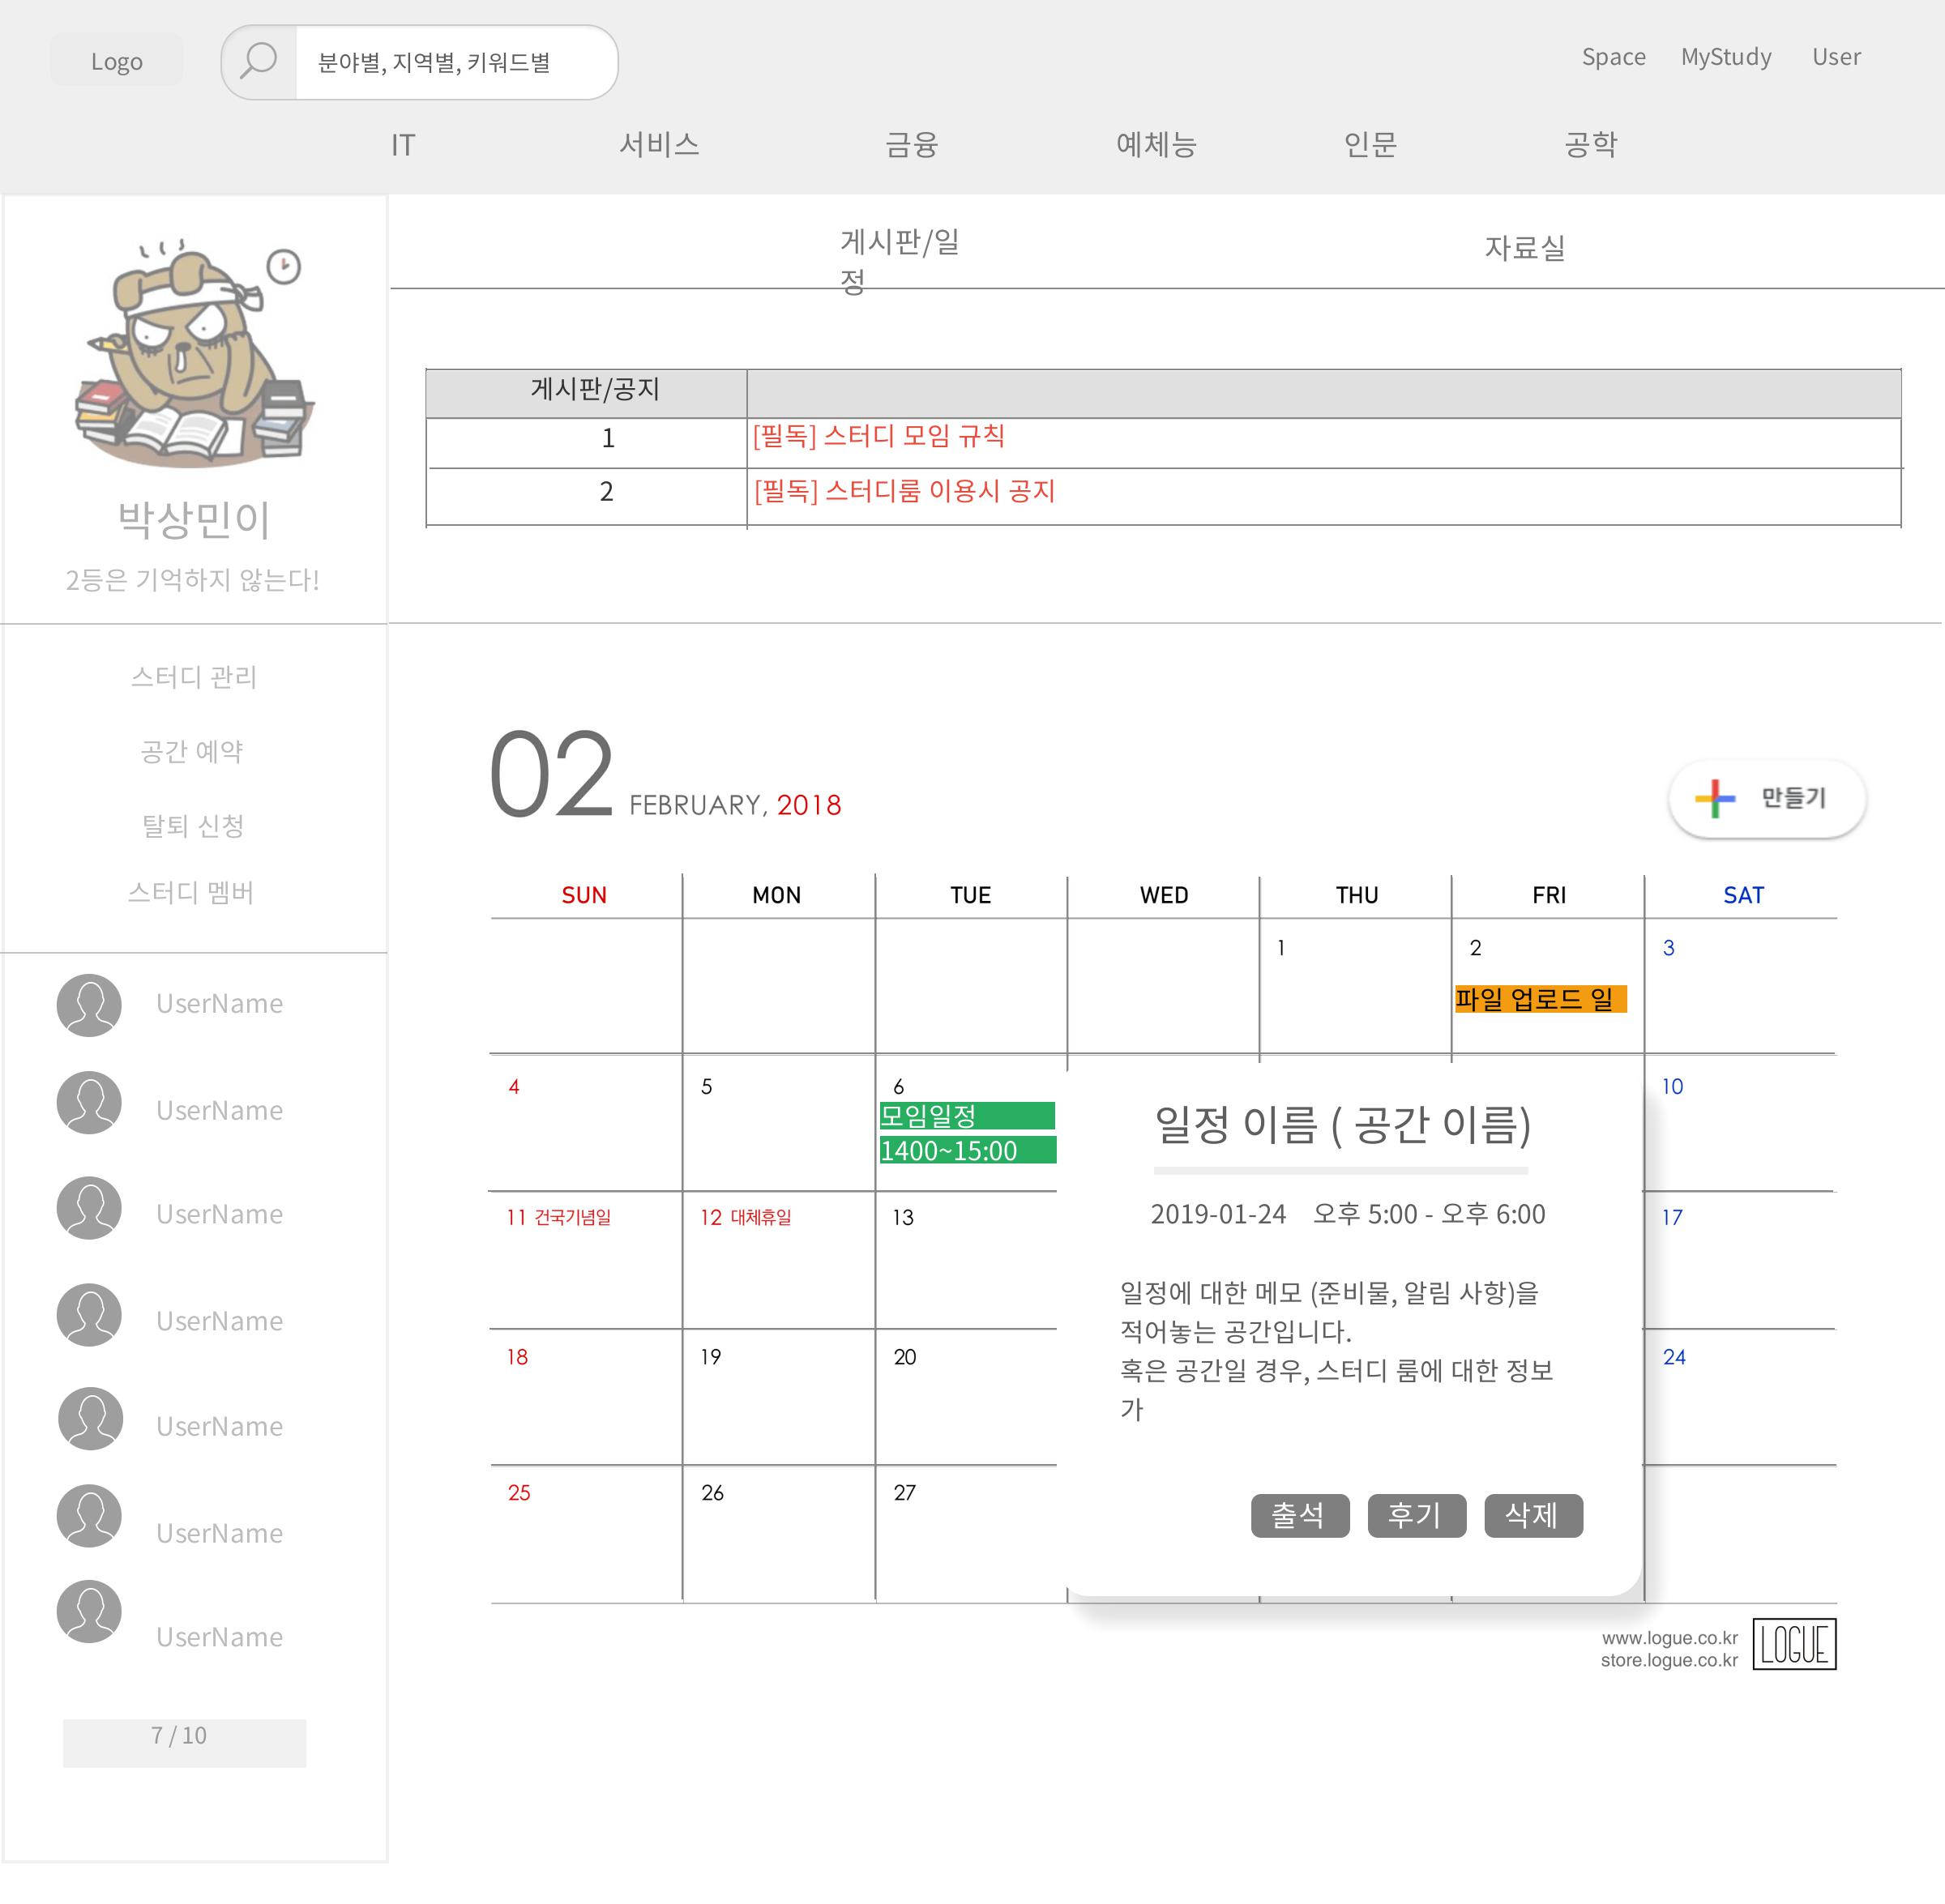 Logo
분야별, 지역별, 키워드별
Space MyStudy User
IT 서비스 금융 예체능 인문 공학
박상민이
2등은 기억하지 않는다!
스터디 관리
공간 예약
탈퇴 신청
스터디 멤버
UserName
UserName
UserName
UserName
UserName
UserName
UserName
7 / 10
게시판/일
정
자료실
게시판/공지
1 [필독] 스터디 모임 규칙
2 [필독] 스터디룸 이용시 공지
02 FEBRUARY, 2018
만들기
SUN MON TUE WED THU FRI SAT
1 2 3
파일 업로드 일
4 5 6 10
모임일정
1400~15:00
11 건국기념일 12 대체휴일 13 17
18 19 20 24
25 26 27
일정 이름 ( 공간 이름)
2019-01-24 오후 5:00 - 오후 6:00
일정에 대한 메모 (준비물, 알림 사항)을
적어놓는 공간입니다.
혹은 공간일 경우, 스터디 룸에 대한 정보
가
출석 후기 삭제
www.logue.co.kr
store.logue.co.kr
LOGUE